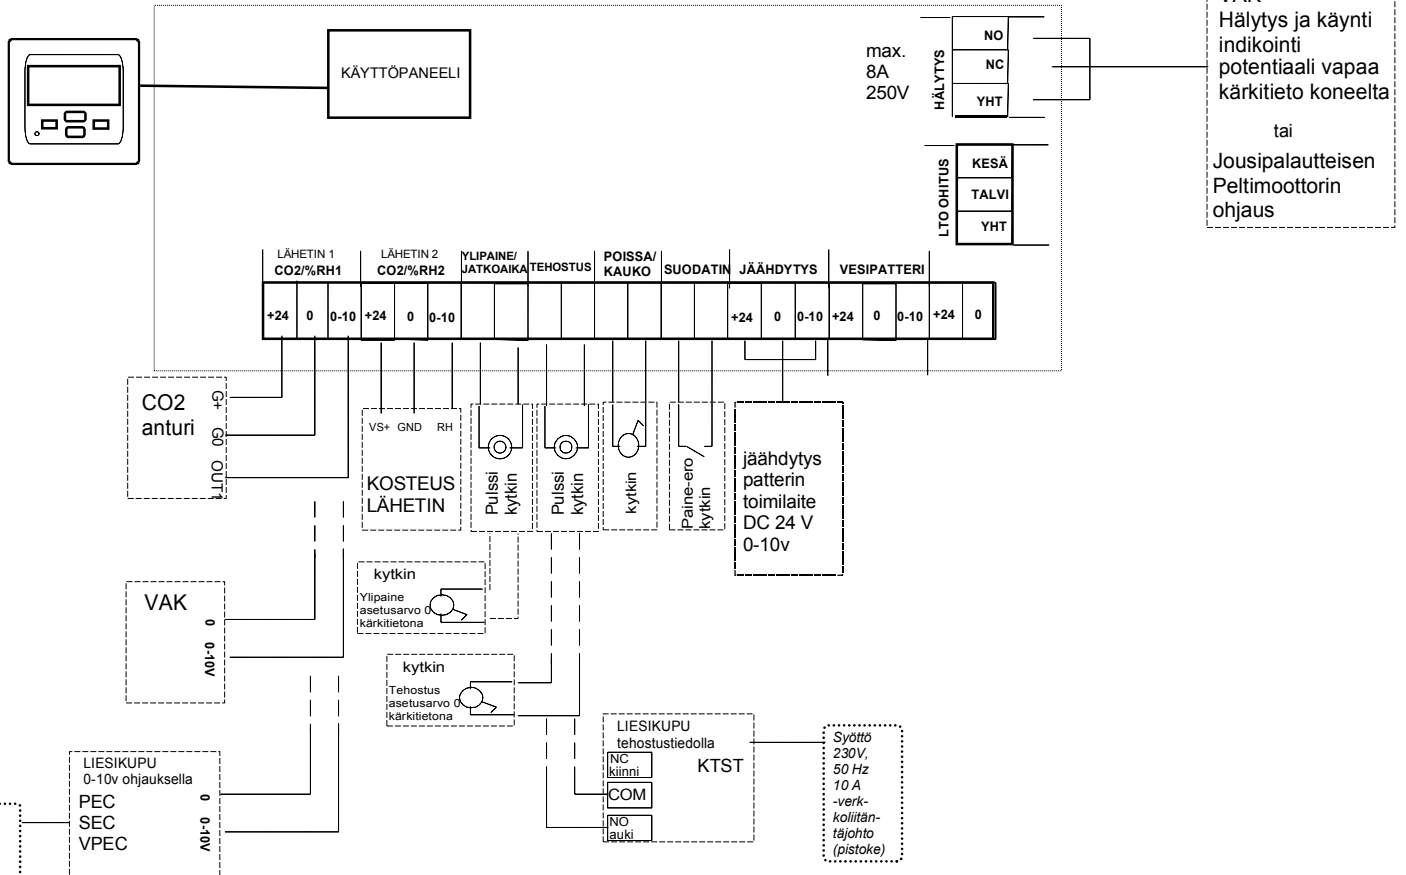 VAK
Hälytys ja käynti
indikointi
potentiaali vapaa
kärkitieto koneelta
tai
Jousipalautteisen
Peltimoottorin
ohjaus
KÄYTTÖPANEELI
max.
8A
250V
HÄLYTYS
NO
NC
YHT
LTO OHITUS
KESÄ
TALVI
YHT
LÄHETIN 1
CO2/%RH1
LÄHETIN 2
CO2/%RH2
YLIPAINE/
JATKOAIKA
TEHOSTUS
POISSA/
KAUKO
SUODATIN
JÄÄHDYTYS
VESIPATTERI
+24 0 0-10 +24 0 0-10 +24 0 0-10 +24 0 0-10 +24 0
CO2
anturi
G+
G0
OUT1
VS+ GND RH
KOSTEUS
LÄHETIN
Pulssi
kytkin
Pulssi
kytkin
kytkin
Paine-ero
kytkin
jäähdytys
patterin
toimilaite
DC 24 V
0-10v
kytkin
Ylipaine
asetusarvo 0
kärkitietona
VAK
0
0-10V
kytkin
Tehostus
asetusarvo 0
kärkitietona
LIESIKUPU
tehostustiedolla
KTST
NC
kiinni
COM
NO
auki
Syöttö
230V,
50 Hz
10 A
-verk-
koliitän-
täjohto
(pistoke)
LIESIKUPU
0-10v ohjauksella
PEC
SEC
VPEC
0
0-10V